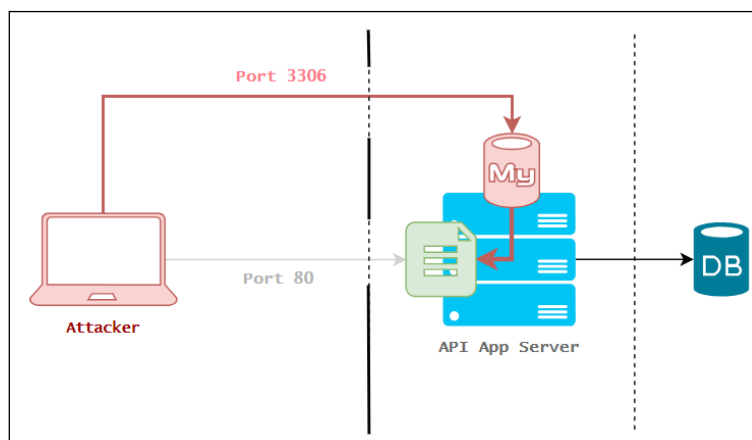 Port 3306
My
DB
Port 80
Attacker
API App Server